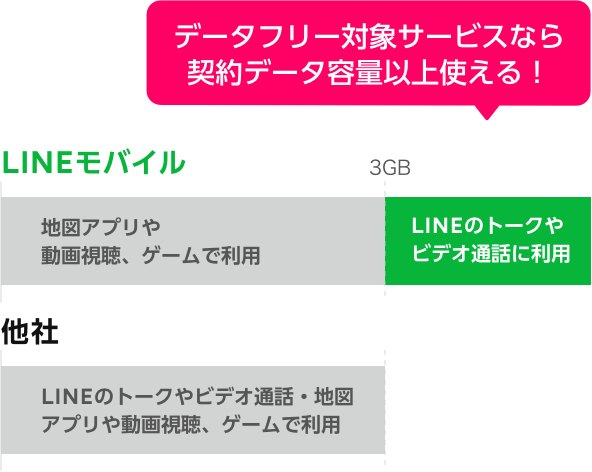 データフリー対象サービスなら
契約データ容量以上使える！
LINEモバイル
3GB
地図アプリや
動画視聴、ゲームで利用
LINEのトークや
ビデオ通話に利用
他社
LINEのトークやビデオ通話・地図
アプリや動画視聴、ゲームで利用